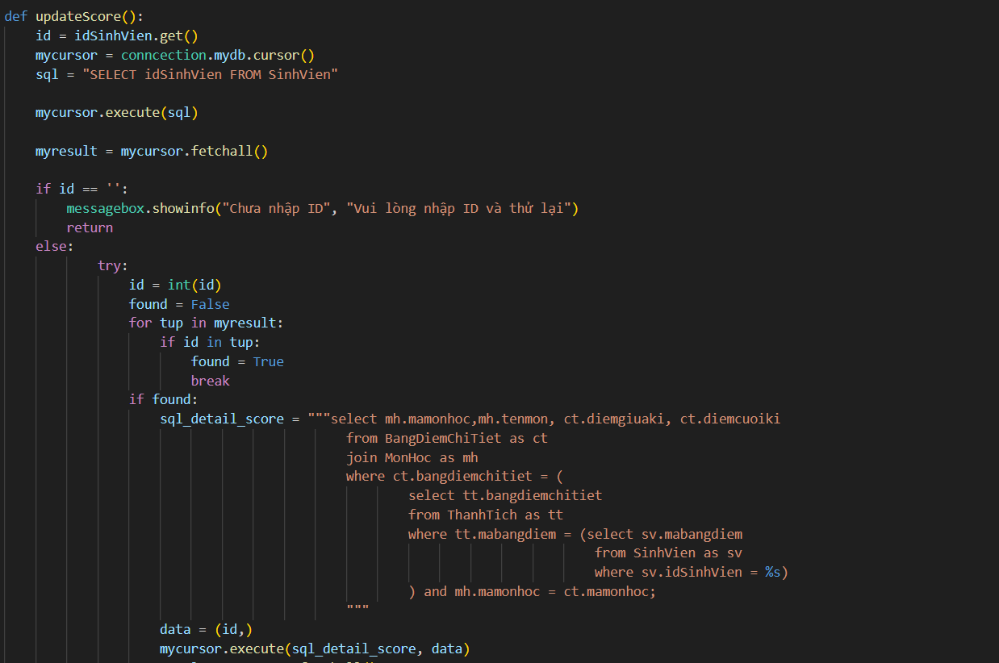 def updateScore():
id = idSinhVien.get()
mycursor = conncection.mydb.cursor()
sql = "SELECT idSinhVien FROM SinhVien"
mycursor.execute(sql)
myresult = mycursor.fetchall()
if id == '':
messagebox.showinfo("Chưa nhập ID", "Vui lòng nhập ID và thử lại")
return
else:
try:
id = int(id)
found = False
for tup in myresult:
if id in tup:
found = True
break
if found:
sql_detail_score = """select mh.mamonhoc,mh.tenmon, ct.diemgiuaki, ct.diemcuoiki
from BangDiemChiTiet as ct
join MonHoc as mh
where ct.bangdiemchitiet = (
select tt.bangdiemchitiet
from ThanhTich as tt
where tt.mabangdiem = (select sv.mabangdiem
from SinhVien as sv
where sv.idSinhVien = %s)
) and mh.mamonhoc = ct.mamonhoc;
"""
data = (id,)
mycursor.execute(sql_detail_score, data)